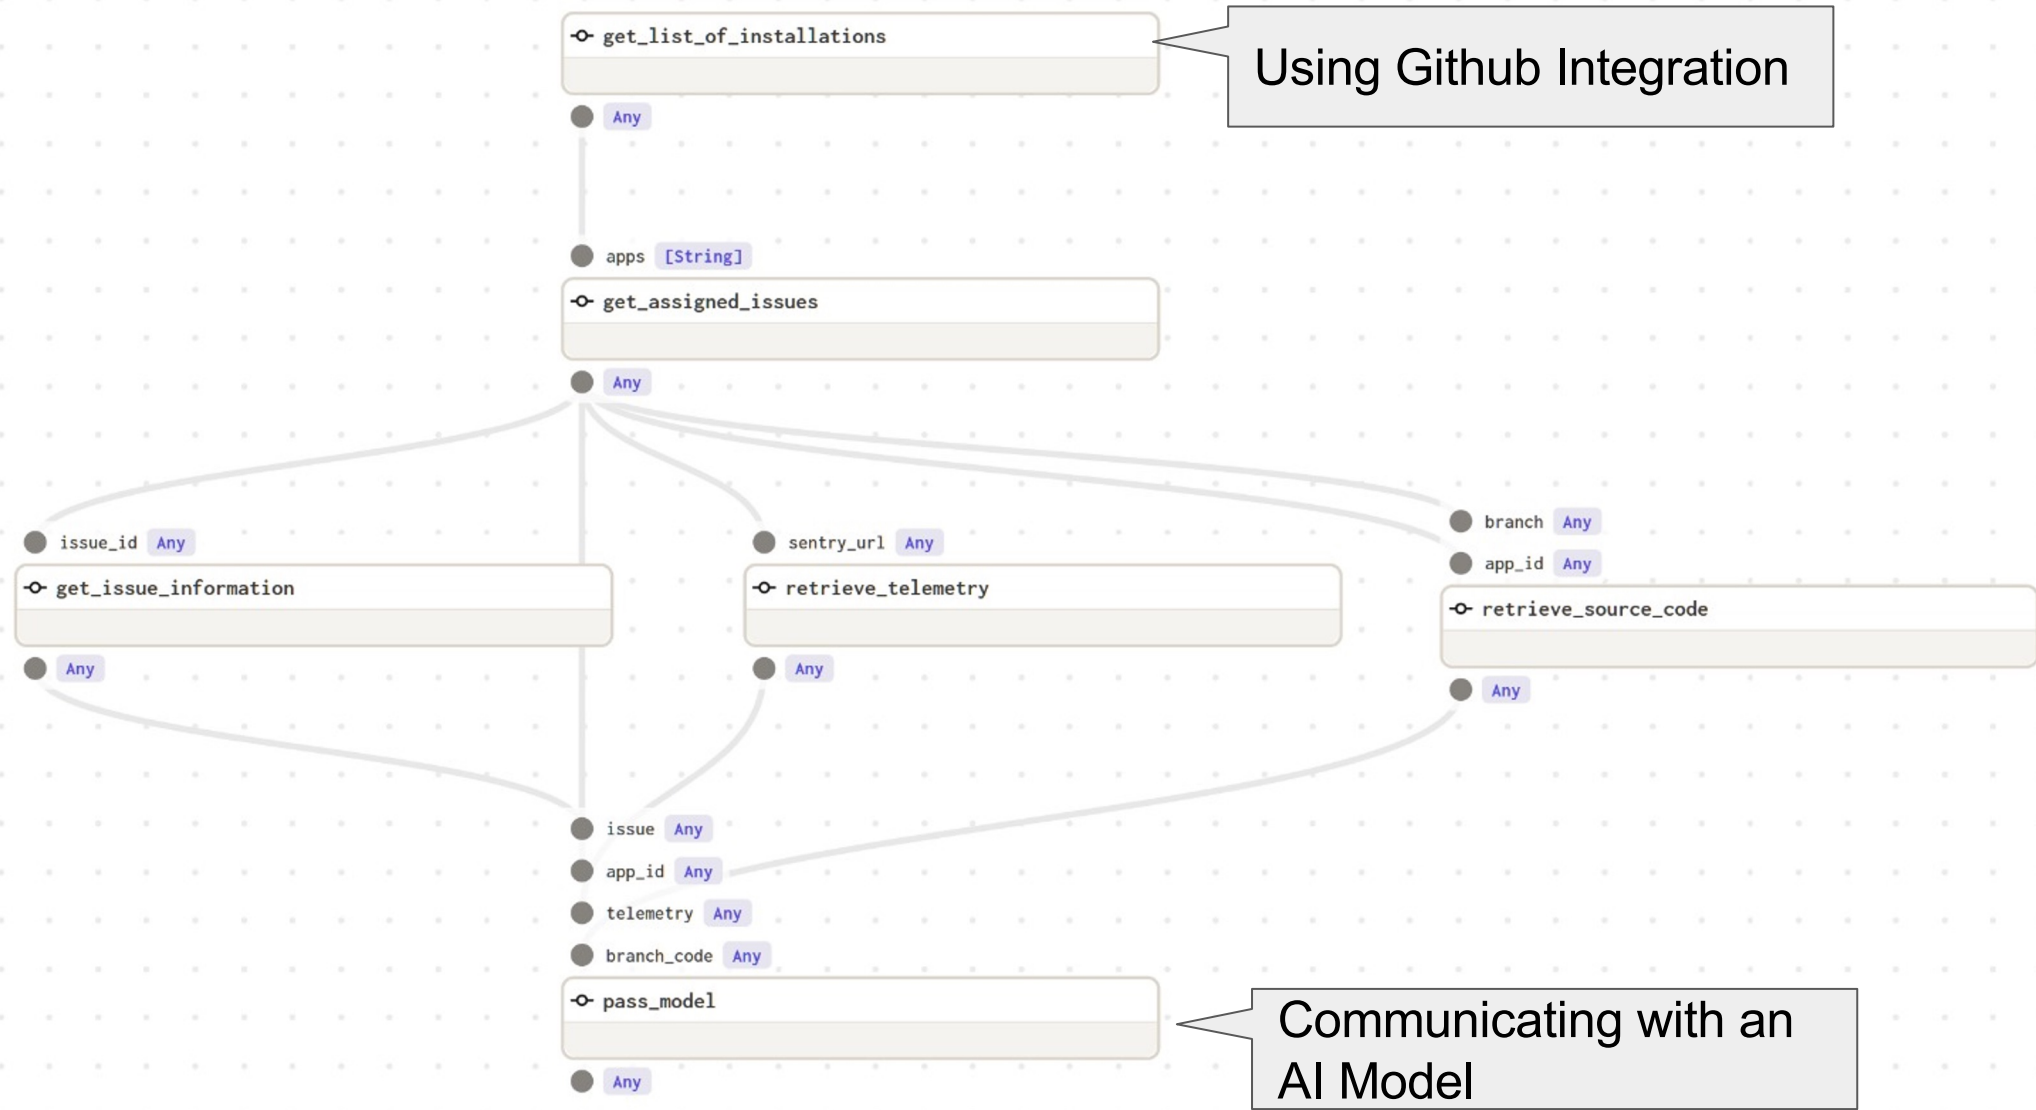 get_list_of_installations
Using Github Integration
Any
apps [String]
get_assigned_issues
Any
issue_id Any
get_issue_information
Any
sentry_url Any
retrieve_telemetry
Any
branch Any
app_id Any
retrieve_source_code
Any
issue Any
app_id Any
telemetry Any
branch_code Any
pass_model
Any
Communicating with an
AI Model